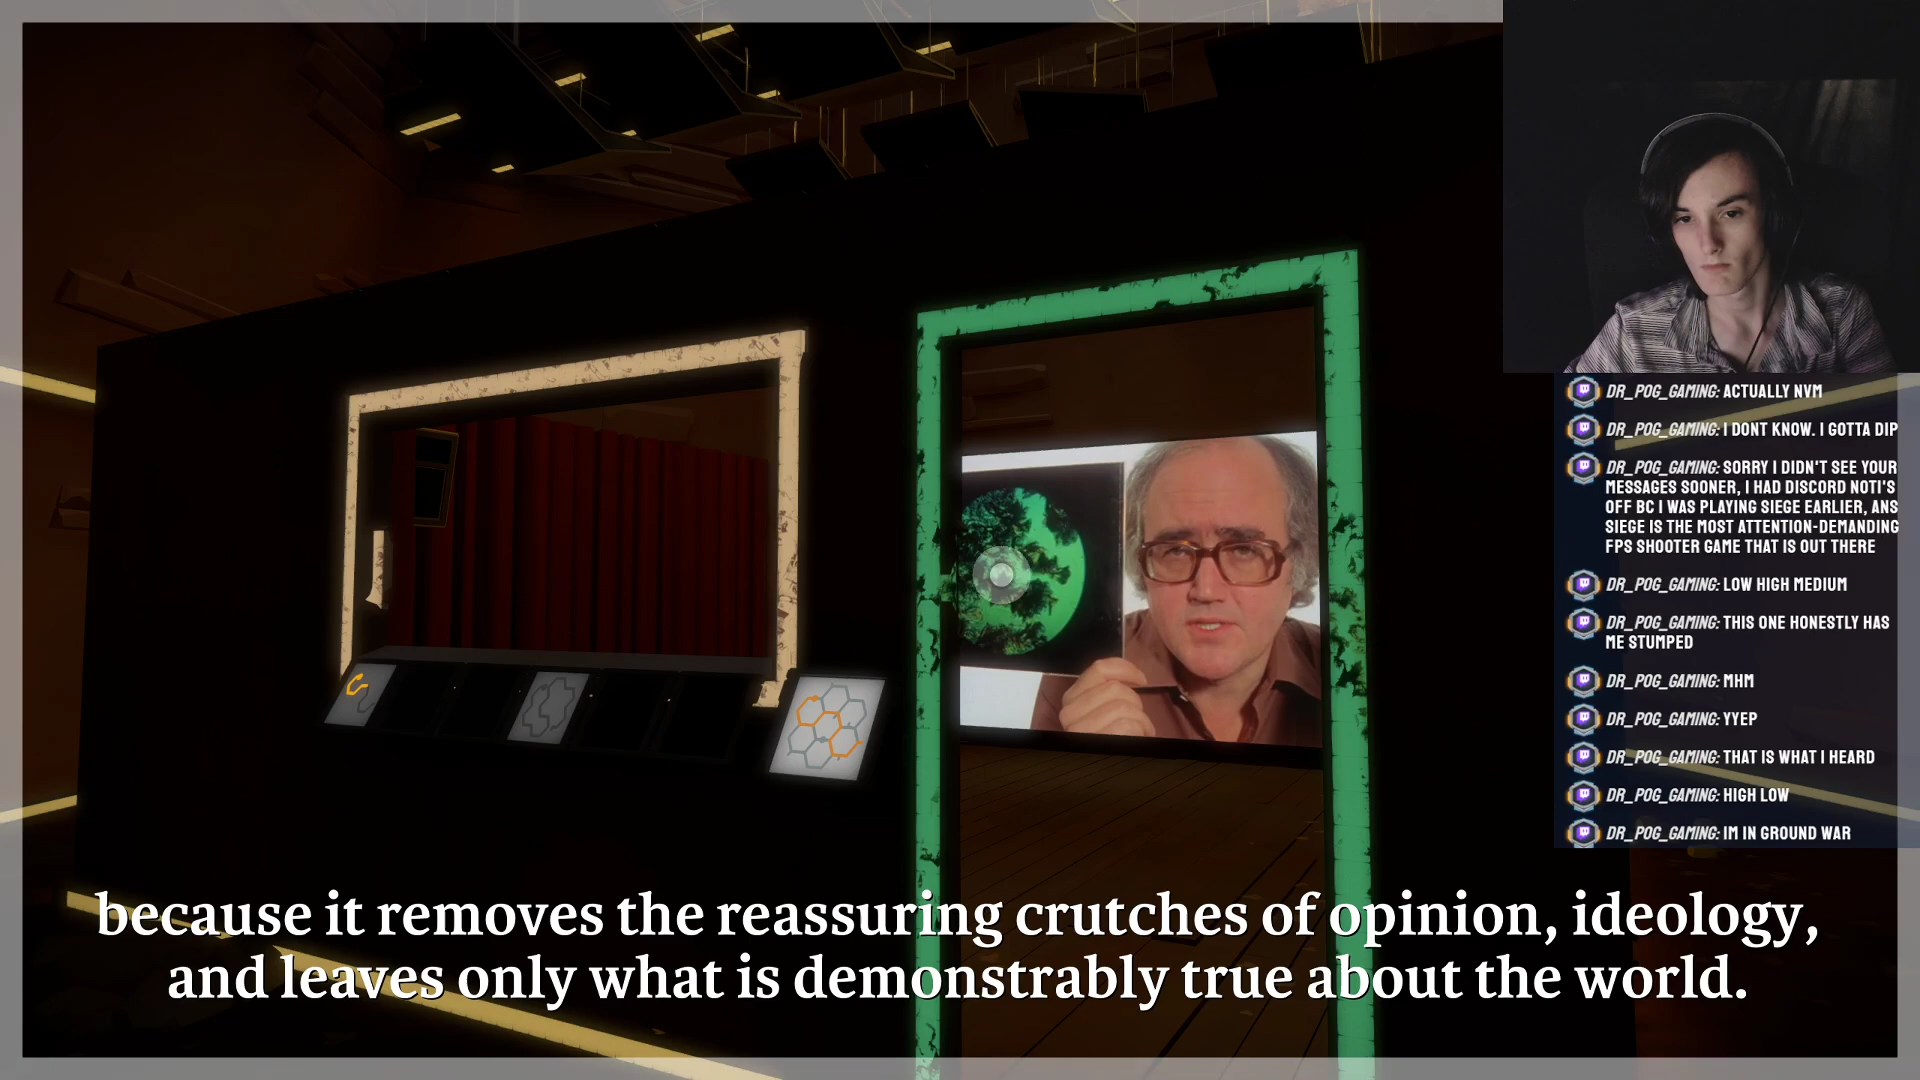 DR_POG_GAMING: ACTUALLY NVM
DR_POG_GAMING: I DONT KNOW. I GOTTA DIP
DR_POG_GAMING: SORRY I DIDN'T SEE YOUR
MESSAGES SOONER, I HAD DISCORD NOTI'S
OFF BC I WAS PLAYING SIEGE EARLIER, ANS
SIEGE IS THE MOST ATTENTION-DEMANDING
FPS SHOOTER GAME THAT IS OUT THERE
DR_POG_GAMING: LOW HIGH MEDIUM
DR_POG_GAMING: THIS ONE HONESTLY HAS
ME STUMPED
DR_POG_GAMING: MHM
DR_POG_GAMING: YYEP
DR_POG_GAMING: THAT IS WHAT I HEARD
DR_POG_GAMING: HIGH LOW
DR_POG_GAMING: IM IN GROUND WAR
because it removes the reassuring crutches of opinion, ideology,
and leaves only what is demonstrably true about the world.